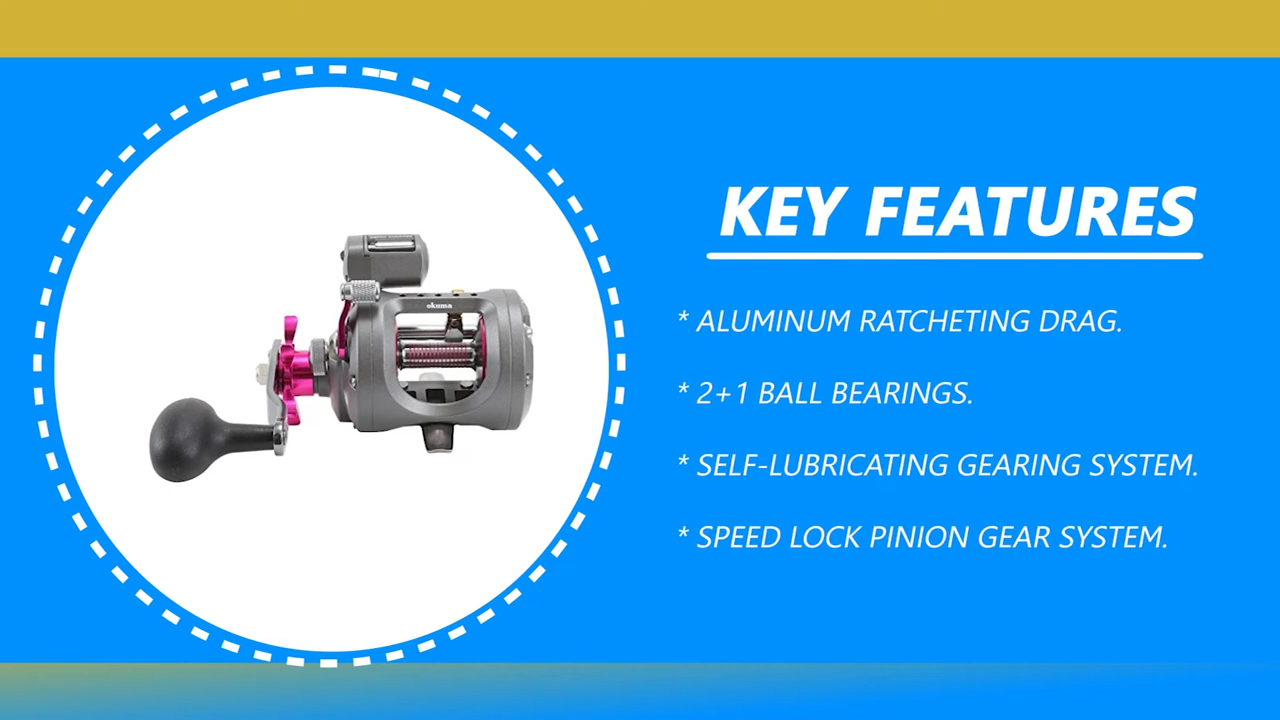 okuma
KEY FEATURES
* ALUMINUM RATCHETING DRAG.
* 2+1 BALL BEARINGS.
* SELF-LUBRICATING GEARING SYSTEM.
* SPEED LOCK PINION GEAR SYSTEM.